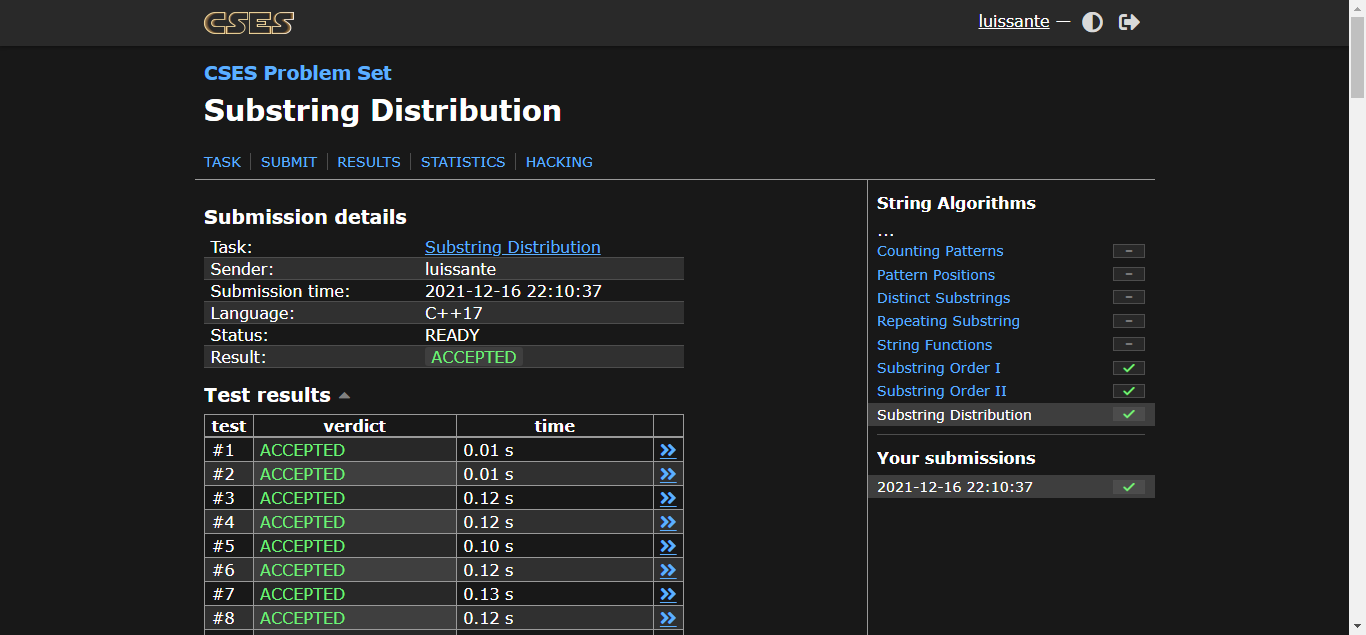 CSES
luissante —
CSES Problem Set
Substring Distribution
TASK SUBMIT RESULTS STATISTICS HACKING
Submission details
Task: Substring Distribution
Sender: luissante
Submission time: 2021-12-16 22:10:37
Language: C++17
Status: READY
Result: ACCEPTED
Test results
test verdict time
#1 ACCEPTED 0.01 s »
#2 ACCEPTED 0.01 s »
#3 ACCEPTED 0.12 s »
#4 ACCEPTED 0.12 s »
#5 ACCEPTED 0.10 s »
#6 ACCEPTED 0.12 s »
#7 ACCEPTED 0.13 s »
#8 ACCEPTED 0.12 s »
String Algorithms
...
Counting Patterns –
Pattern Positions –
Distinct Substrings –
Repeating Substring –
String Functions –
Substring Order I ✓
Substring Order II ✓
Substring Distribution ✓
Your submissions
2021-12-16 22:10:37 ✓